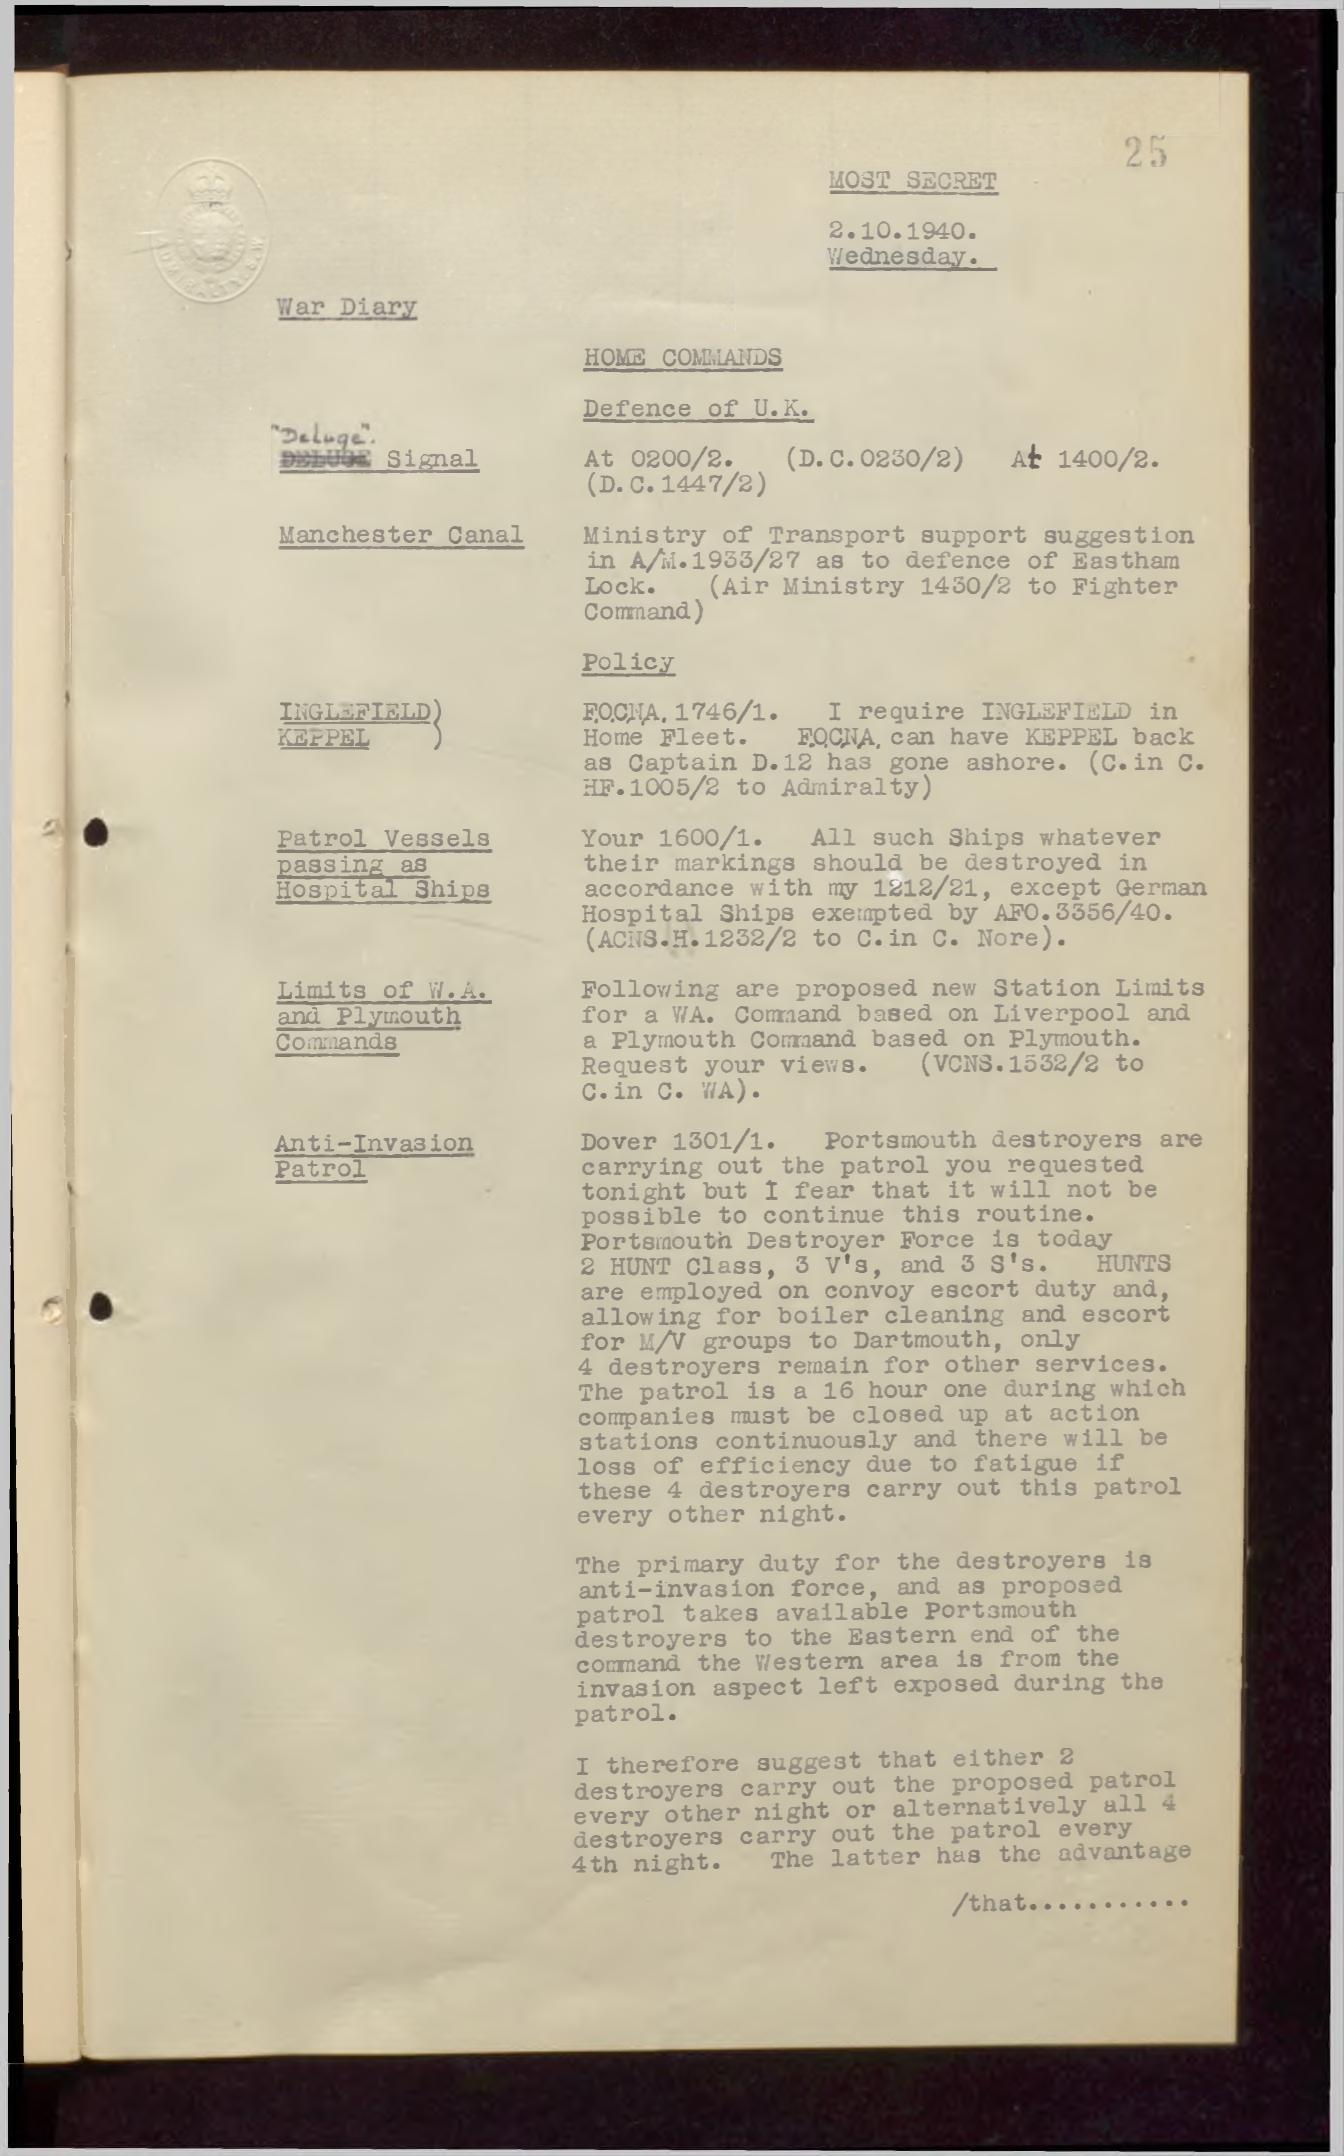 25
MOST SECRET
2.10.1940.
Wednesday.
War Diary
HOME COMMANDS
Defence of U.K.
"Deluge".
DELUGE Signal
At 0200/2. (D.C.0230/2) At 1400/2.
(D.C.1447/2)
Manchester Canal
Ministry of Transport support suggestion
in A/M.1933/27 as to defence of Eastham
Lock. (Air Ministry 1430/2 to Fighter
Command)
Policy
INGLEFIELD)
KEPPEL )
F.O.C.N.A. 1746/1. I require INGLEFIELD in
Home Fleet. F.O.C.N.A. can have KEPPEL back
as Captain D.12 has gone ashore. (C.in C.
HF.1005/2 to Admiralty)
Patrol Vessels
passing as
Hospital Ships
Your 1600/1. All such Ships whatever
their markings should be destroyed in
accordance with my 1212/21, except German
Hospital Ships exempted by AFO.3356/40.
(ACNS.H.1232/2 to C.in C. Nore).
Limits of W.A.
and Plymouth
Commands
Following are proposed new Station Limits
for a WA. Command based on Liverpool and
a Plymouth Command based on Plymouth.
Request your views. (VCNS.1532/2 to
C.in C. WA).
Anti-Invasion
Patrol
Dover 1301/1. Portsmouth destroyers are
carrying out the patrol you requested
tonight but I fear that it will not be
possible to continue this routine.
Portsmouth Destroyer Force is today
2 HUNT Class, 3 V's, and 3 S's. HUNTS
are employed on convoy escort duty and,
allowing for boiler cleaning and escort
for M/V groups to Dartmouth, only
4 destroyers remain for other services.
The patrol is a 16 hour one during which
companies must be closed up at action
stations continuously and there will be
loss of efficiency due to fatigue if
these 4 destroyers carry out this patrol
every other night.
The primary duty for the destroyers is
anti-invasion force, and as proposed
patrol takes available Portsmouth
destroyers to the Eastern end of the
command the Western area is from the
invasion aspect left exposed during the
patrol.
I therefore suggest that either 2
destroyers carry out the proposed patrol
every other night or alternatively all 4
destroyers carry out the patrol every
4th night. The latter has the advantage
/that...........